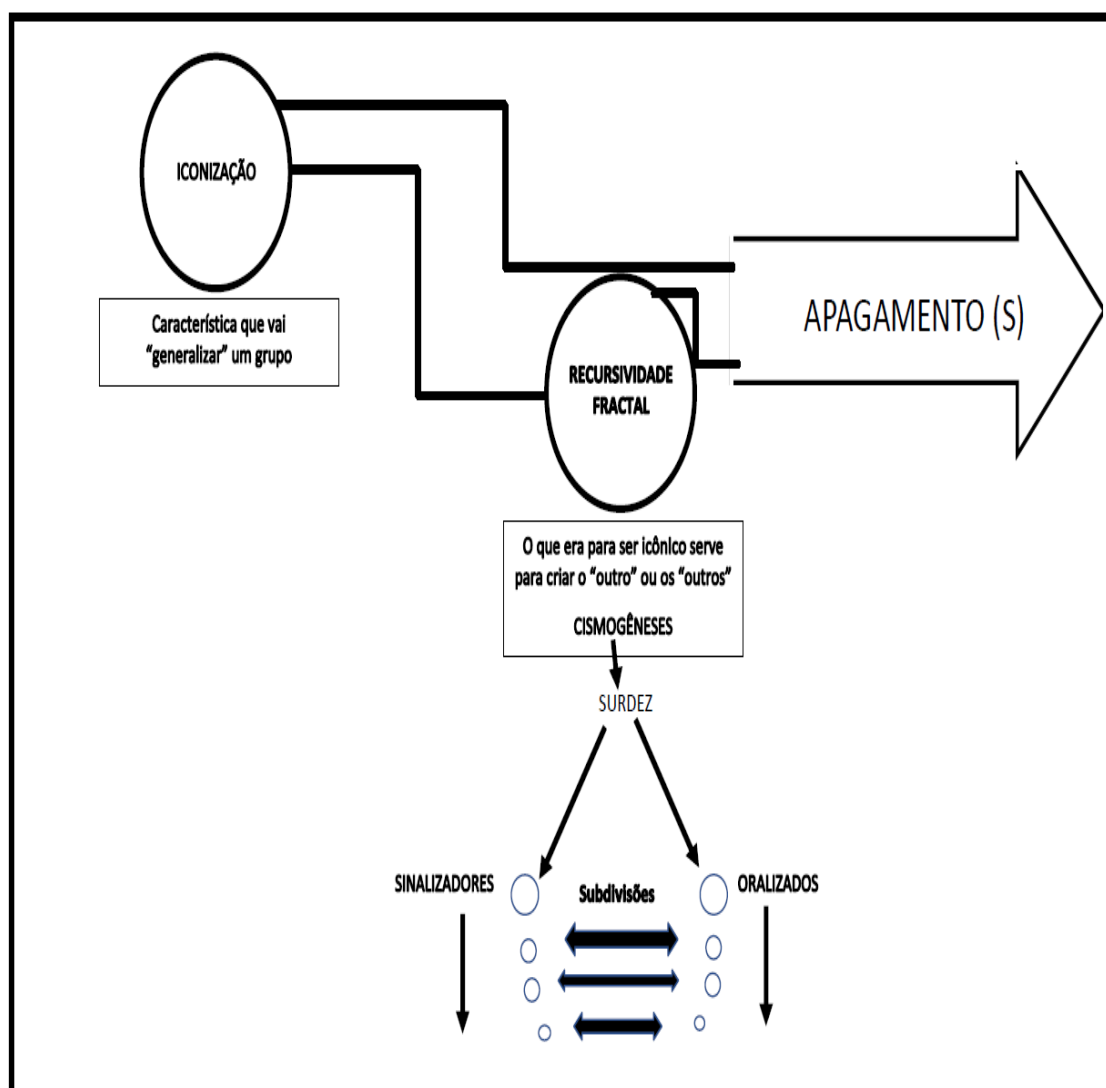 ICONIZAÇÃO
Característica que vai
“generalizar” um grupo
APAGAMENTO (S)
RECURSIVIDADE
FRACTAL
O que era para ser icônico serve
para criar o “outro” ou os “outros”
CISMOGÊNESES
SURDEZ
SINALIZADORES
Subdivisões
ORALIZADOS